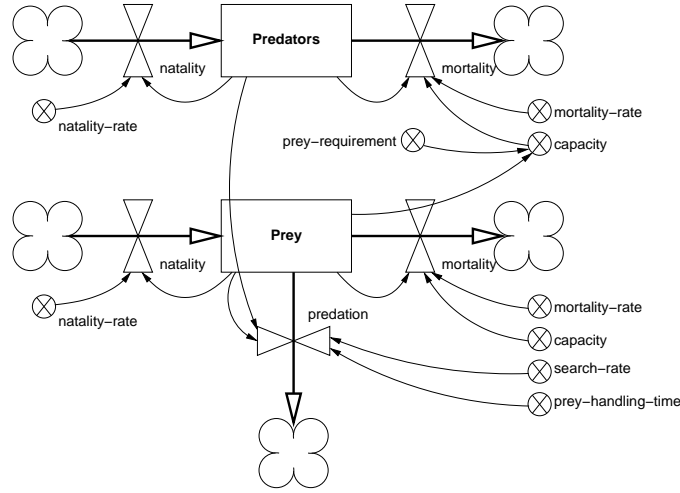 Predators
natality
mortality
natality−rate
mortality−rate
prey−requirement
capacity
Prey
natality
mortality
natality−rate
predation
mortality−rate
capacity
search−rate
prey−handling−time